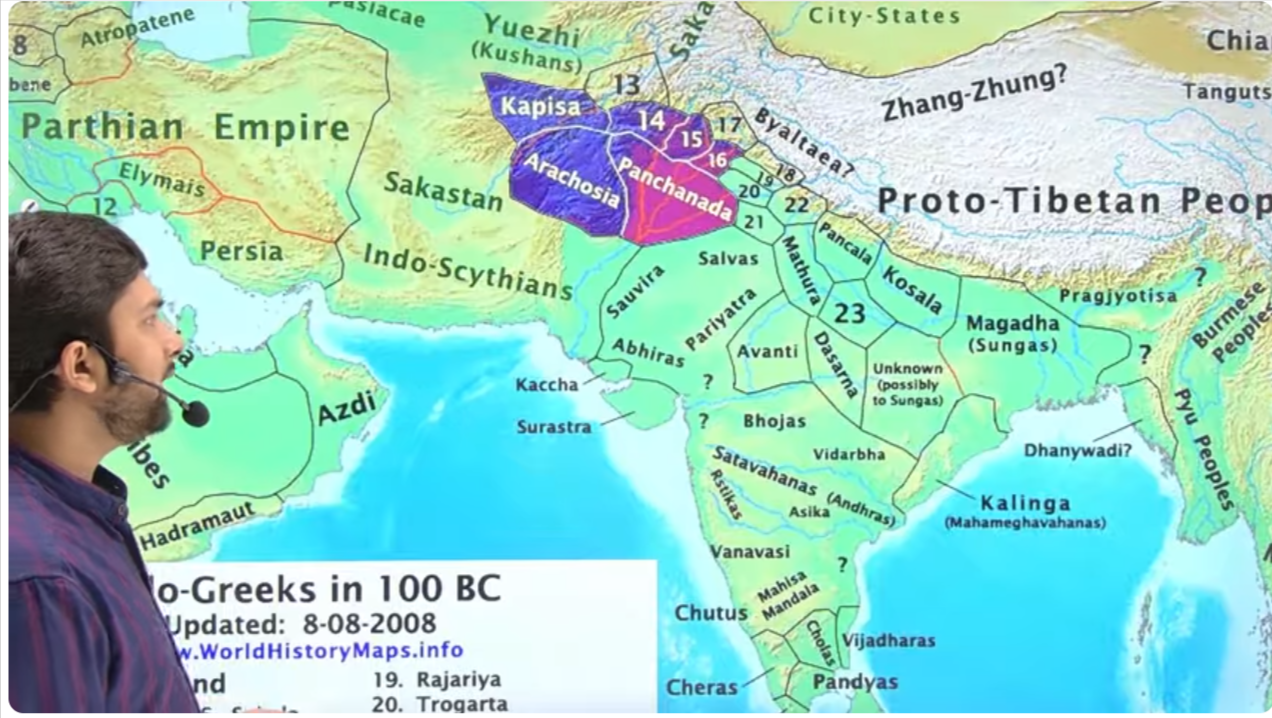 Atropatene
8
bene
Parthian Empire
Elymais
12
Persia
Yuezhi
(Kushans)
Saka
City-States
Chia
Tanguts
Zhang-Zhung?
Proto-Tibetan Peop
Byaltaea?
Kapisa
13
14
15
16
17
18
19
20
21
22
Arachosia
Panchanada
Sakastan
Indo-Scythians
Salvas
Sauvira
Mathura
Pancala
Kosala
23
Pariyatra
Abhiras
Avanti
Dasarna
Magadha
(Sungas)
Pragjyotisa
?
Burmese
Peoples
?
Unknown
(possibly
to Sungas)
Kaccha
Surastra
?
?
Bhojas
Vidarbha
Dhanywadi?
Pyu Peoples
Satavahanas (Andhras)
Rstikas
Asika
Kalinga
(Mahameghavahanas)
Vanavasi
?
Mahisa
Mandala
Chutus
Cholas
Vijadharas
Cheras
Pandyas
Azdi
ibes
Hadramaut
o-Greeks in 100 BC
Updated: 8-08-2008
w.WorldHistoryMaps.info
nd
19. Rajariya
20. Trogarta